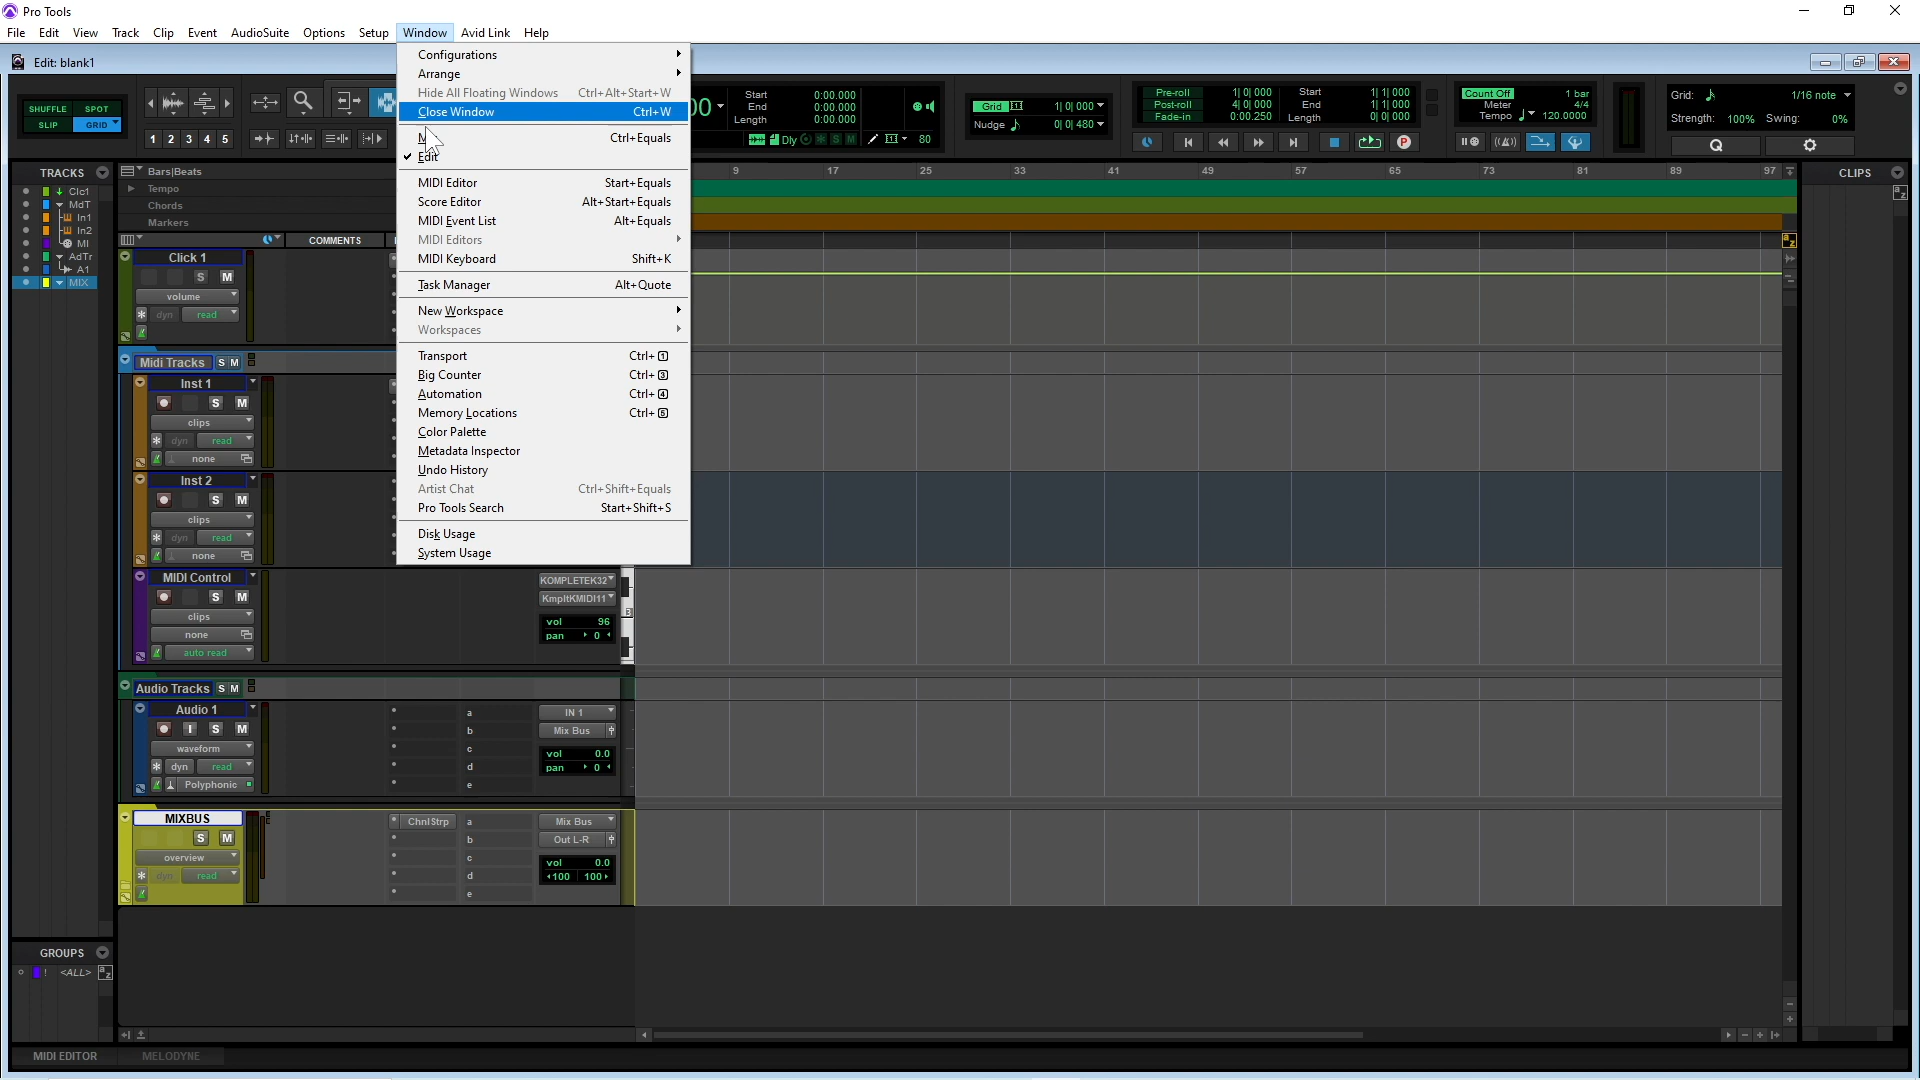 Pro Tools
File Edit View Track Clip Event AudioSuite Options Setup Window Avid Link Help
Edit: blank1
Configurations
Arrange
Hide All Floating Windows Ctrl+Alt+Start+W
Close Window Ctrl+W
Ctrl+Equals
Edit
MIDI Editor Start+Equals
Score Editor Alt+Start+Equals
MIDI Event List Alt+Equals
MIDI Editors
MIDI Keyboard Shift+K
Task Manager Alt+Quote
New Workspace
Workspaces
Transport Ctrl+ 1
Big Counter Ctrl+ 3
Automation Ctrl+ 4
Memory Locations Ctrl+ 5
Color Palette
Metadata Inspector
Undo History
Artist Chat Ctrl+Shift+Equals
Pro Tools Search Start+Shift+S
Disk Usage
System Usage
SHUFFLE SPOT
SLIP GRID
1 2 3 4 5
Start 0:00.000
End 0:00.000
Length 0:00.000
Dly S M 80
Grid 1| 0| 000
Nudge 0| 0| 480
Pre-roll 1| 0| 000
Post-roll 4| 0| 000
Fade-in 0:00.250
Start 1| 1| 000
End 1| 1| 000
Length 0| 0| 000
Count Off 1 bar
Meter 4/4
Tempo 120.0000
Grid: 1/16 note
Strength: 100% Swing: 0%
Q
TRACKS
Clc1
MdT
In1
In2
MI
AdTr
A1
MIX
Bars|Beats
Tempo
Chords
Markers
9 17 25 33 41 49 57 65 73 81 89 97
CLIPS
COMMENTS
Click 1
S M
volume
dyn read
Midi Tracks S M
Inst 1
S M
clips
dyn read
none
Inst 2
S M
clips
dyn read
none
MIDI Control
S M
clips
none
auto read
KOMPLETEK32
KmpltKMIDI11
vol 96
pan 0
3
Audio Tracks S M
Audio 1
I S M
waveform
dyn read
Polyphonic
a
b
c
d
e
IN 1
Mix Bus
vol 0.0
pan 0
MIXBUS
S M
overview
dyn read
ChnlStrp
a
b
c
d
e
Mix Bus
Out L-R
vol 0.0
100 100
GROUPS
! <ALL>
MIDI EDITOR MELODYNE